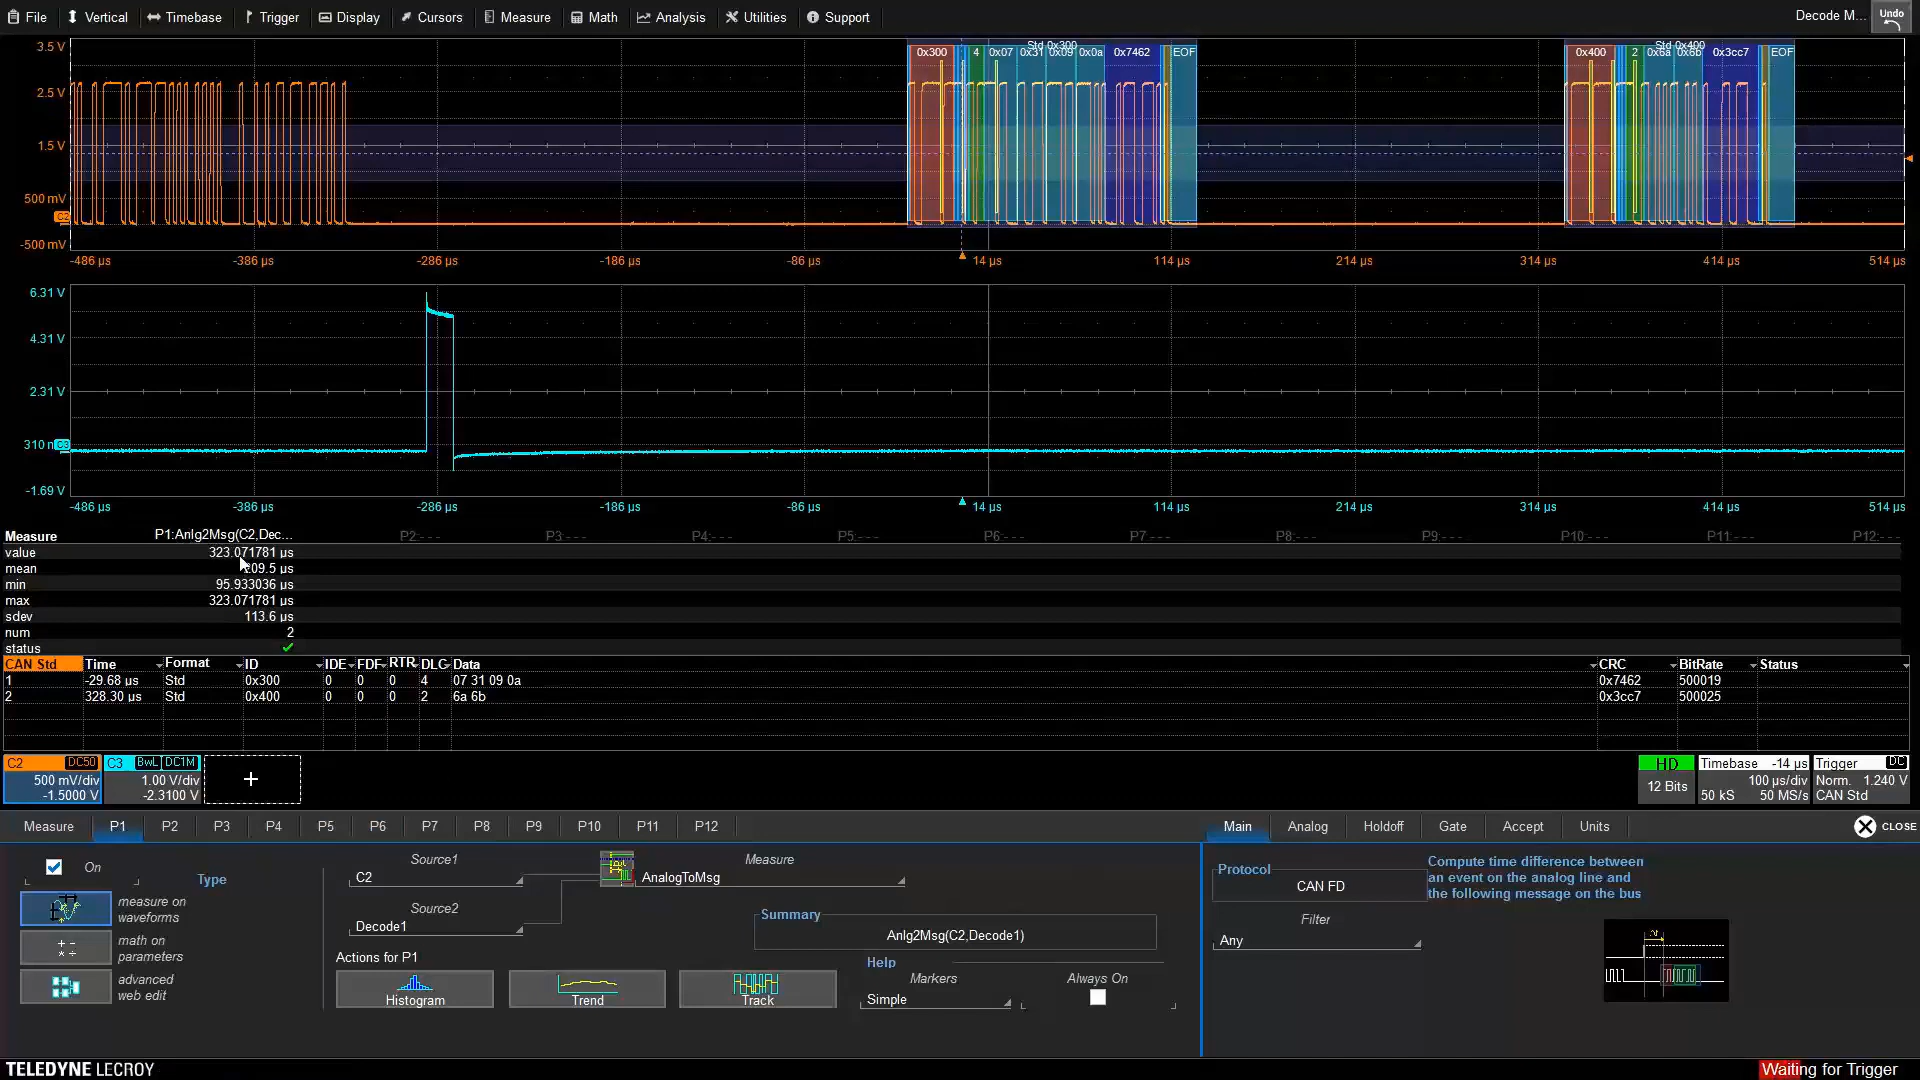 File Vertical Timebase Trigger Display Cursors Measure Math Analysis Utilities Support Decode M... Undo
3.5 V
2.5 V
1.5 V
500 mV
C2
-500 mV
0x300 4 0x07 0x31 0x09 0x0a 0x7462 EOF
Std 0x300
0x400 2 0x6a 0x6b 0x3cc7 EOF
Std 0x400
-486 µs -386 µs -286 µs -186 µs -86 µs 14 µs 114 µs 214 µs 314 µs 414 µs 514 µs
6.31 V
4.31 V
2.31 V
310 m C3
-1.69 V
-486 µs -386 µs -286 µs -186 µs -86 µs 14 µs 114 µs 214 µs 314 µs 414 µs 514 µs
Measure P1:Anlg2Msg(C2,Dec... P2:--- P3:--- P4:--- P5:--- P6:--- P7:--- P8:--- P9:--- P10:--- P11:--- P12:---
value 323.071781 µs
mean 209.5 µs
min 95.933036 µs
max 323.071781 µs
sdev 113.6 µs
num 2
status
CAN Std Time Format ID IDE FDF RTR DLC Data CRC BitRate Status
1 -29.68 µs Std 0x300 0 0 0 4 07 31 09 0a 0x7462 500019
2 328.30 µs Std 0x400 0 0 0 2 6a 6b 0x3cc7 500025
C2 DC50
500 mV/div
-1.5000 V
C3 BwL DC1M
1.00 V/div
-2.3100 V
+
HD
12 Bits
Timebase -14 µs
100 µs/div
50 kS 50 MS/s
Trigger DC
Norm. 1.240 V
CAN Std
Measure P1 P2 P3 P4 P5 P6 P7 P8 P9 P10 P11 P12
Main Analog Holdoff Gate Accept Units CLOSE
On
Type
measure on
waveforms
math on
parameters
advanced
web edit
Source1
C2
Source2
Decode1
Measure
AnalogToMsg
Summary
Anlg2Msg(C2,Decode1)
Actions for P1
Histogram
Trend
Track
Help
Markers
Simple
Always On
Protocol
CAN FD
Filter
Any
Compute time difference between
an event on the analog line and
the following message on the bus
TELEDYNE LECROY
Waiting for Trigger